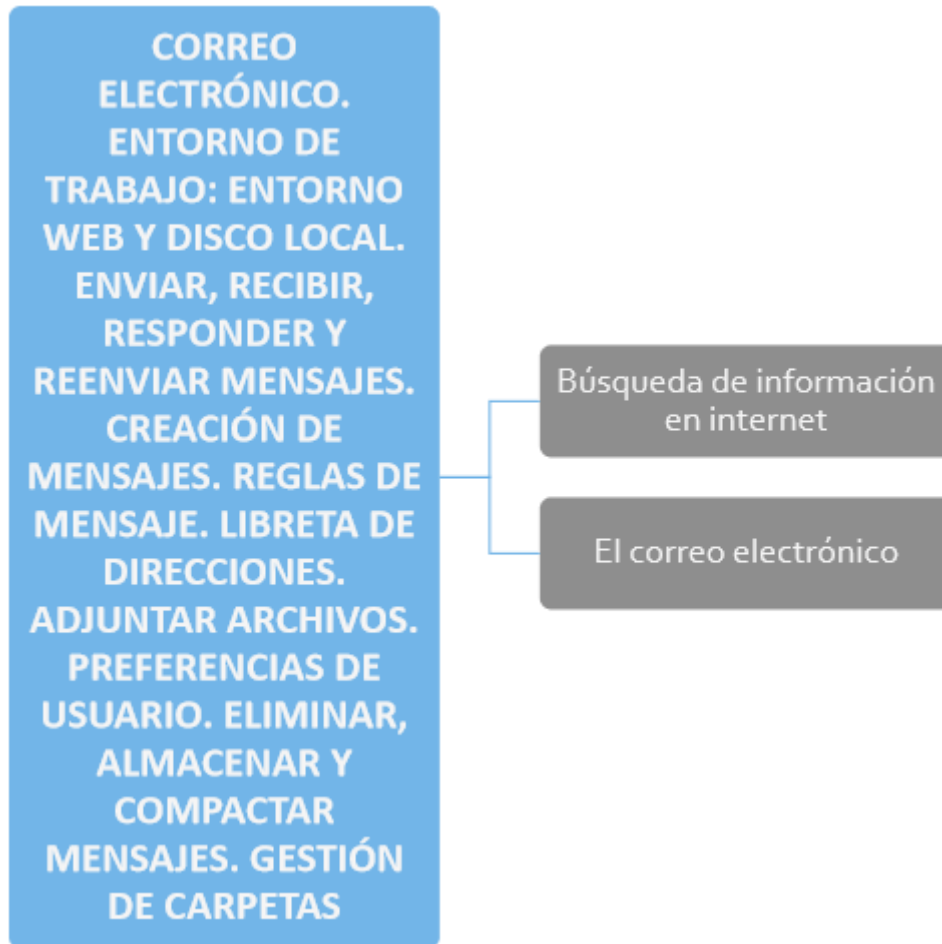 CORREO
ELECTRÓNICO.
ENTORNO DE
TRABAJO: ENTORNO
WEB Y DISCO LOCAL.
ENVIAR, RECIBIR,
RESPONDER Y
REENVIAR MENSAJES.
CREACIÓN DE
MENSAJES. REGLAS DE
MENSAJE. LIBRETA DE
DIRECCIONES.
ADJUNTAR ARCHIVOS.
PREFERENCIAS DE
USUARIO. ELIMINAR,
ALMACENAR Y
COMPACTAR
MENSAJES. GESTIÓN
DE CARPETAS
Búsqueda de información
en internet
El correo electrónico